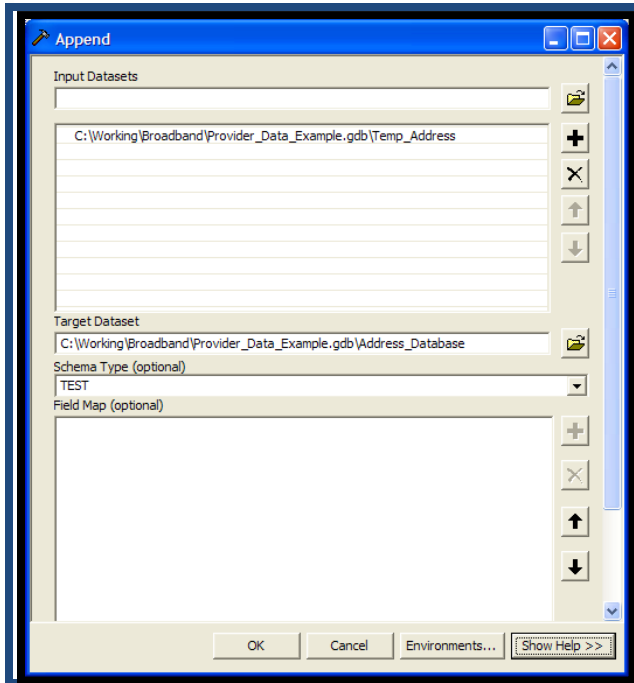 Append
Input Datasets
C:\Working\Broadband\Provider_Data_Example.gdb\Temp_Address
Target Dataset
C:\Working\Broadband\Provider_Data_Example.gdb\Address_Database
Schema Type (optional)
TEST
Field Map (optional)
OK Cancel Environments... Show Help >>